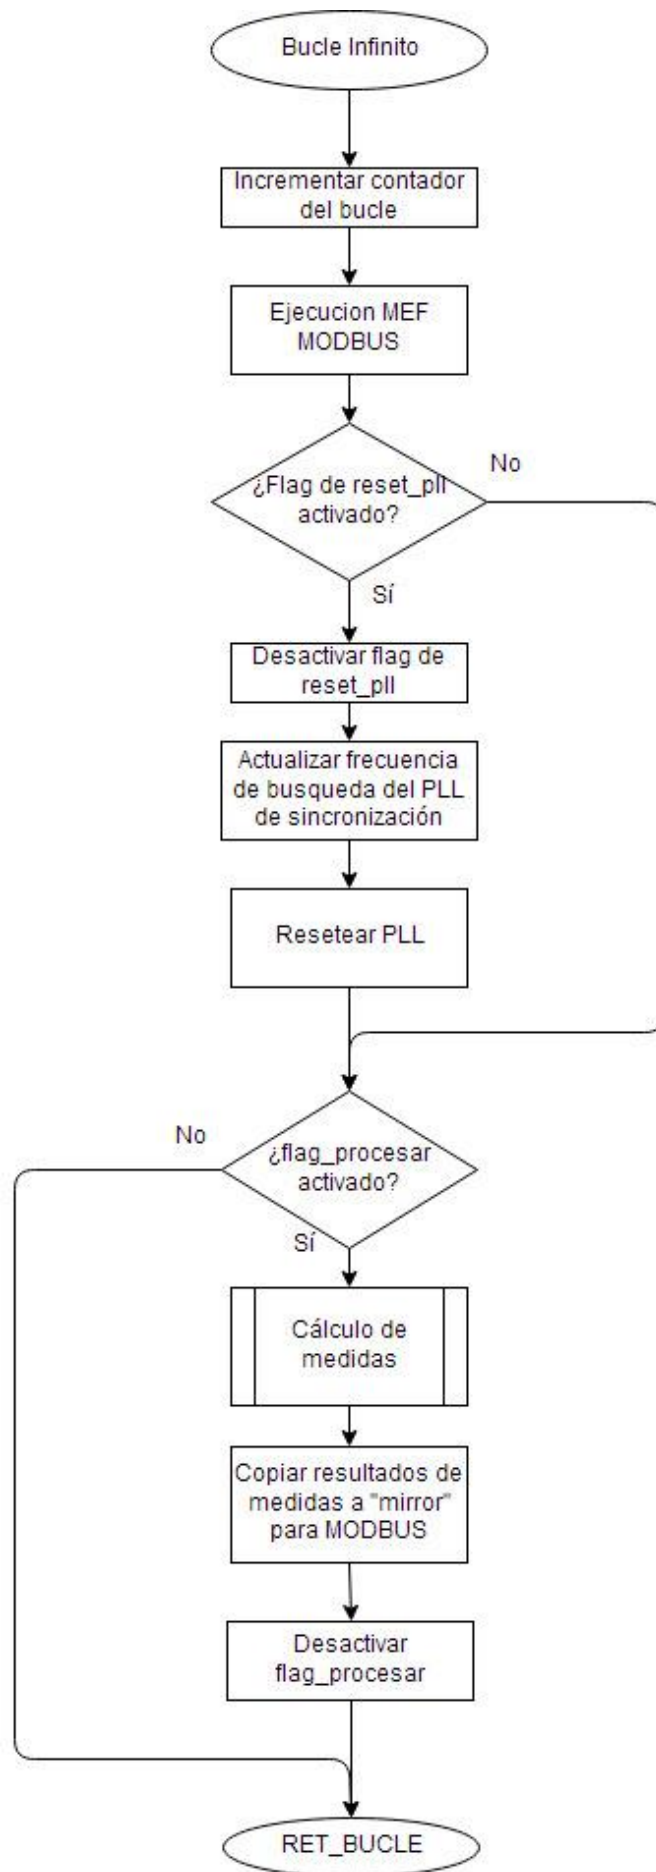 Bucle Infinito
Incrementar contador
del bucle
Ejecucion MEF
MODBUS
¿Flag de reset_pll
activado?
No
Sí
Desactivar flag de
reset_pll
Actualizar frecuencia
de busqueda del PLL
de sincronización
Resetear PLL
No
¿flag_procesar
activado?
Sí
Cálculo de
medidas
Copiar resultados de
medidas a "mirror"
para MODBUS
Desactivar
flag_procesar
RET_BUCLE